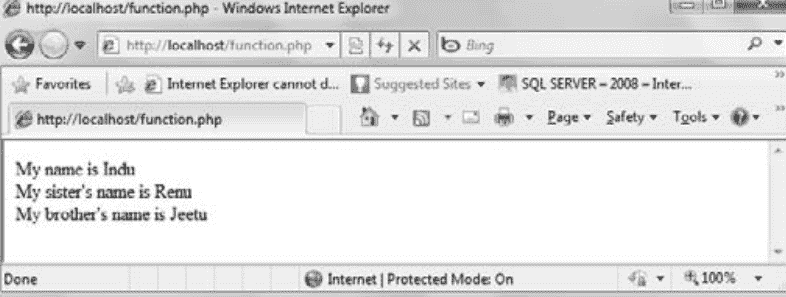 http://localhost/function.php - Windows Internet Explorer
http://localhost/function.php Bing
Favorites Internet Explorer cannot d... Suggested Sites SQL SERVER – 2008 – Inter...
http://localhost/function.php Page Safety Tools
My name is Indu
My sister's name is Renu
My brother's name is Jeetu
Done Internet | Protected Mode: On 100%